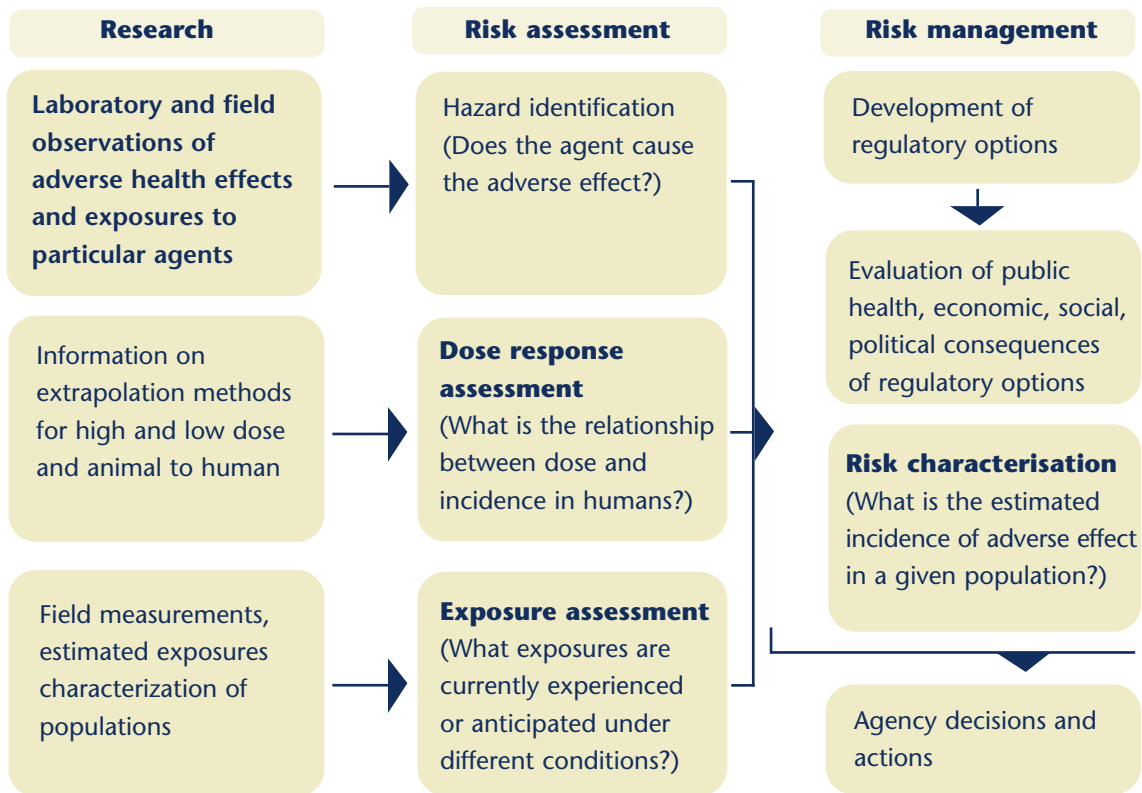 Research
Laboratory and field
observations of
adverse health effects
and exposures to
particular agents
Information on
extrapolation methods
for high and low dose
and animal to human
Field measurements,
estimated exposures
characterization of
populations
Risk assessment
Hazard identification
(Does the agent cause
the adverse effect?)
Dose response
assessment
(What is the relationship
between dose and
incidence in humans?)
Exposure assessment
(What exposures are
currently experienced
or anticipated under
different conditions?)
Risk management
Development of
regulatory options
Evaluation of public
health, economic, social,
political consequences
of regulatory options
Risk characterisation
(What is the estimated
incidence of adverse effect
in a given population?)
Agency decisions and
actions